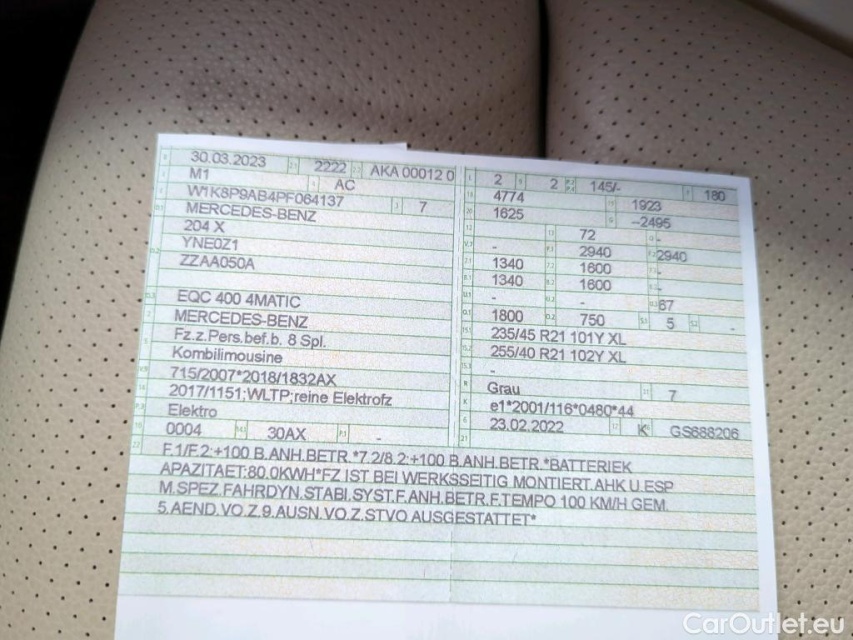 30.03.2023 2222 AKA 00012 0
M1 AC
W1K8P9AB4PF064137 7
MERCEDES-BENZ
204 X
YNE0Z1
ZZAA050A
EQC 400 4MATIC
MERCEDES-BENZ
Fz.z.Pers.bef.b. 8 Spl.
Kombilimousine
715/2007*2018/1832AX
2017/1151;WLTP;reine Elektrofz
Elektro
0004 30AX -
2 2 145/- 180
4774 1923
1625 –2495
72 -
- 2940 2940
1340 1600 -
1340 1600 -
- - 67
1800 750 5 -
235/45 R21 101Y XL
255/40 R21 102Y XL
-
Grau 7
e1*2001/116*0480*44
23.02.2022 K GS688206
F.1/F.2:+100 B.ANH.BETR.*7.2/8.2:+100 B.ANH.BETR.*BATTERIEK
APAZITAET:80.0KWH*FZ IST BEI WERKSSEITIG MONTIERT.AHK U.ESP
M.SPEZ.FAHRDYN.STABI.SYST.F.ANH.BETR.F.TEMPO 100 KM/H GEM.
5.AEND.VO.Z.9.AUSN.VO.Z.STVO AUSGESTATTET*
CarOutlet.eu